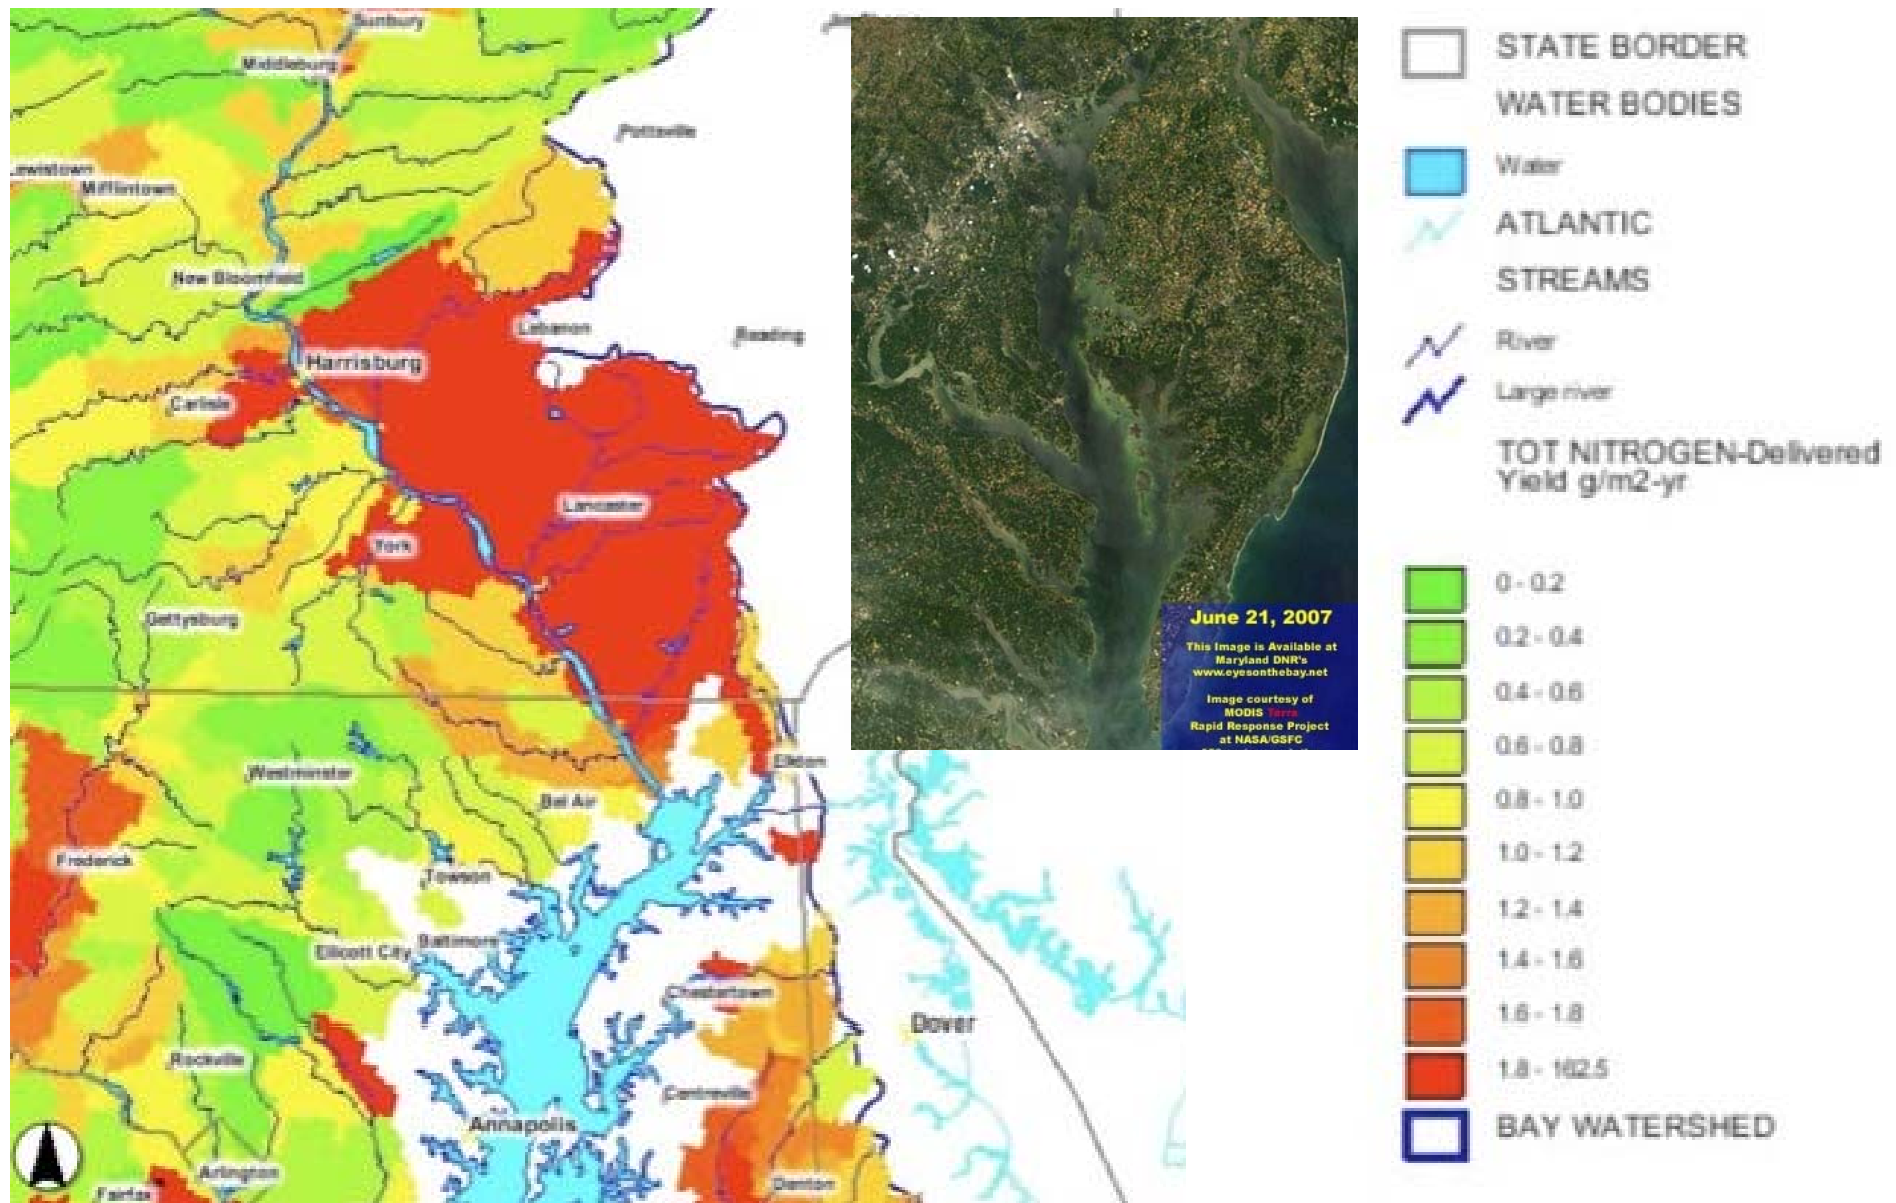 Sunbury
Middleburg
Pottsville
Lewistown
Mifflintown
New Bloomfield
Lebanon
Reading
Harrisburg
Carlisle
Lancaster
York
Gettysburg
Westminster
Elkton
Bel Air
Frederick
Towson
Ellicott City
Baltimore
Chestertown
Dover
Rockville
Centreville
Annapolis
Arlington
Denton
Fairfax
June 21, 2007
This Image is Available at
Maryland DNR's
www.eyesonthebay.net
Image courtesy of
MODIS Terra
Rapid Response Project
at NASA/GSFC
STATE BORDER
WATER BODIES
Water
ATLANTIC
STREAMS
River
Large river
TOT NITROGEN-Delivered
Yield g/m2-yr
0 - 0.2
0.2 - 0.4
0.4 - 0.6
0.6 - 0.8
0.8 - 1.0
1.0 - 1.2
1.2 - 1.4
1.4 - 1.6
1.6 - 1.8
1.8 - 162.5
BAY WATERSHED